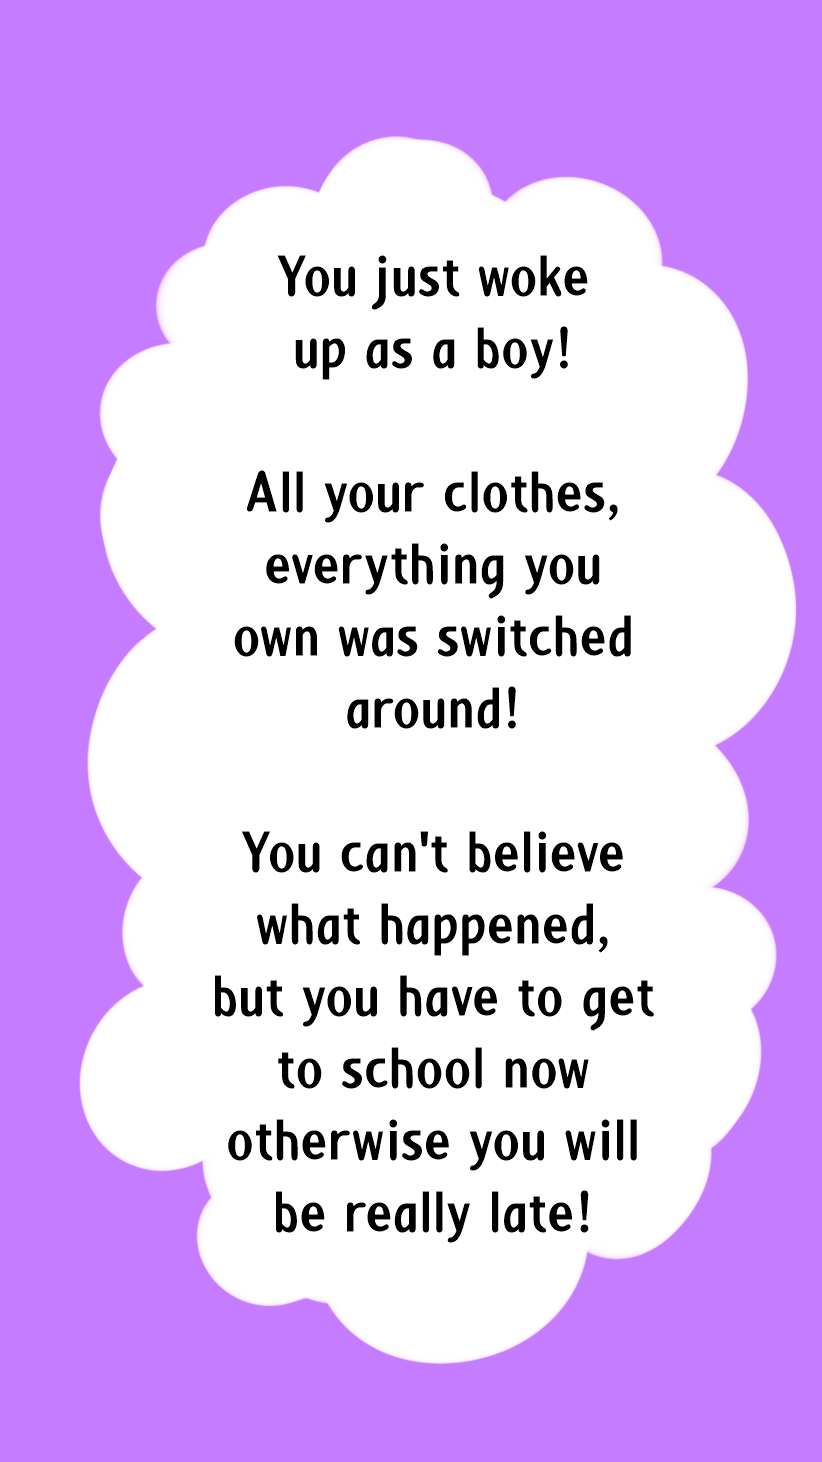 You just woke
up as a boy!
All your clothes,
everything you
own was switched
around!
You can't believe
what happened,
but you have to get
to school now
otherwise you will
be really late!